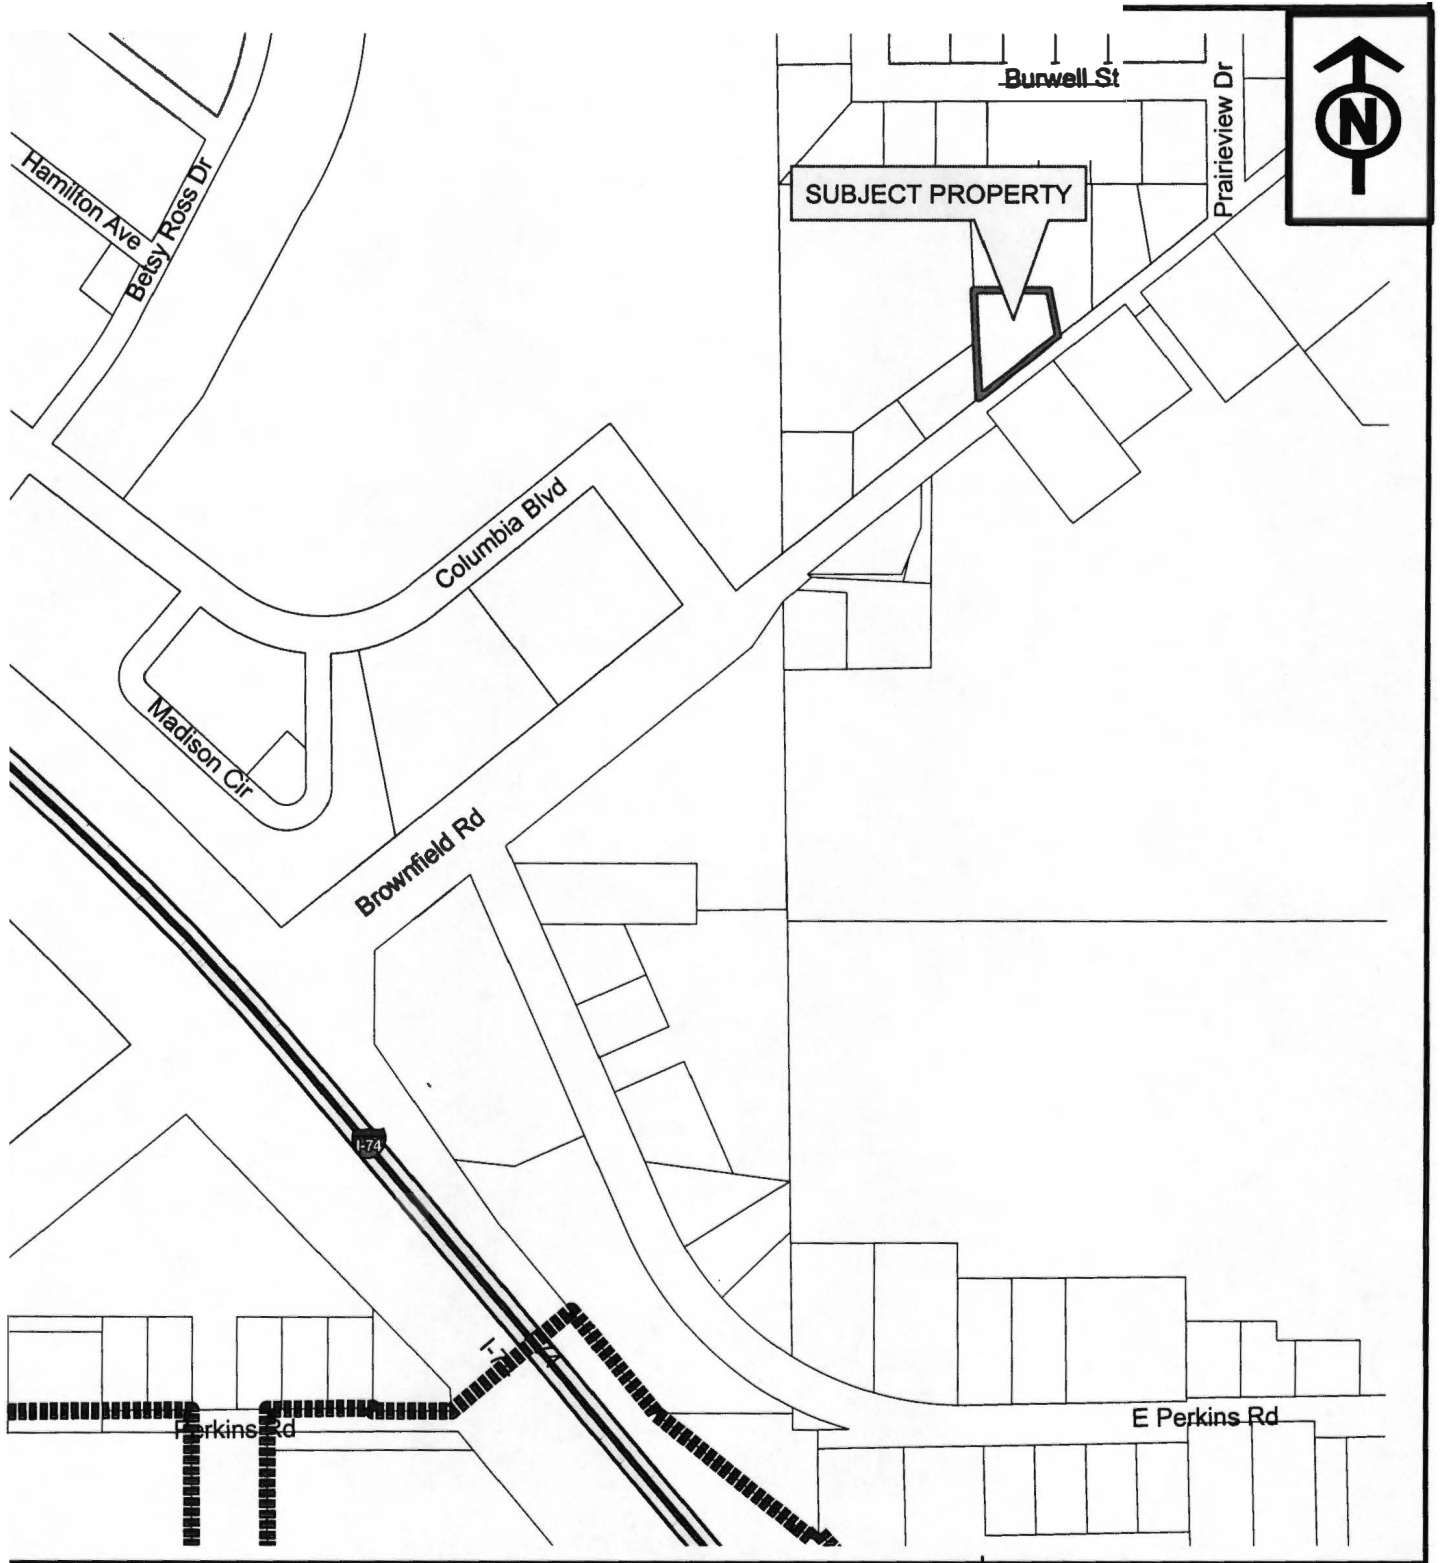 Burwell St
Prairieview Dr
N
Hamilton Ave
Betsy Ross Dr
SUBJECT PROPERTY
Columbia Blvd
Madison Cir
Brownfield Rd
I-74
Perkins Rd
E Perkins Rd